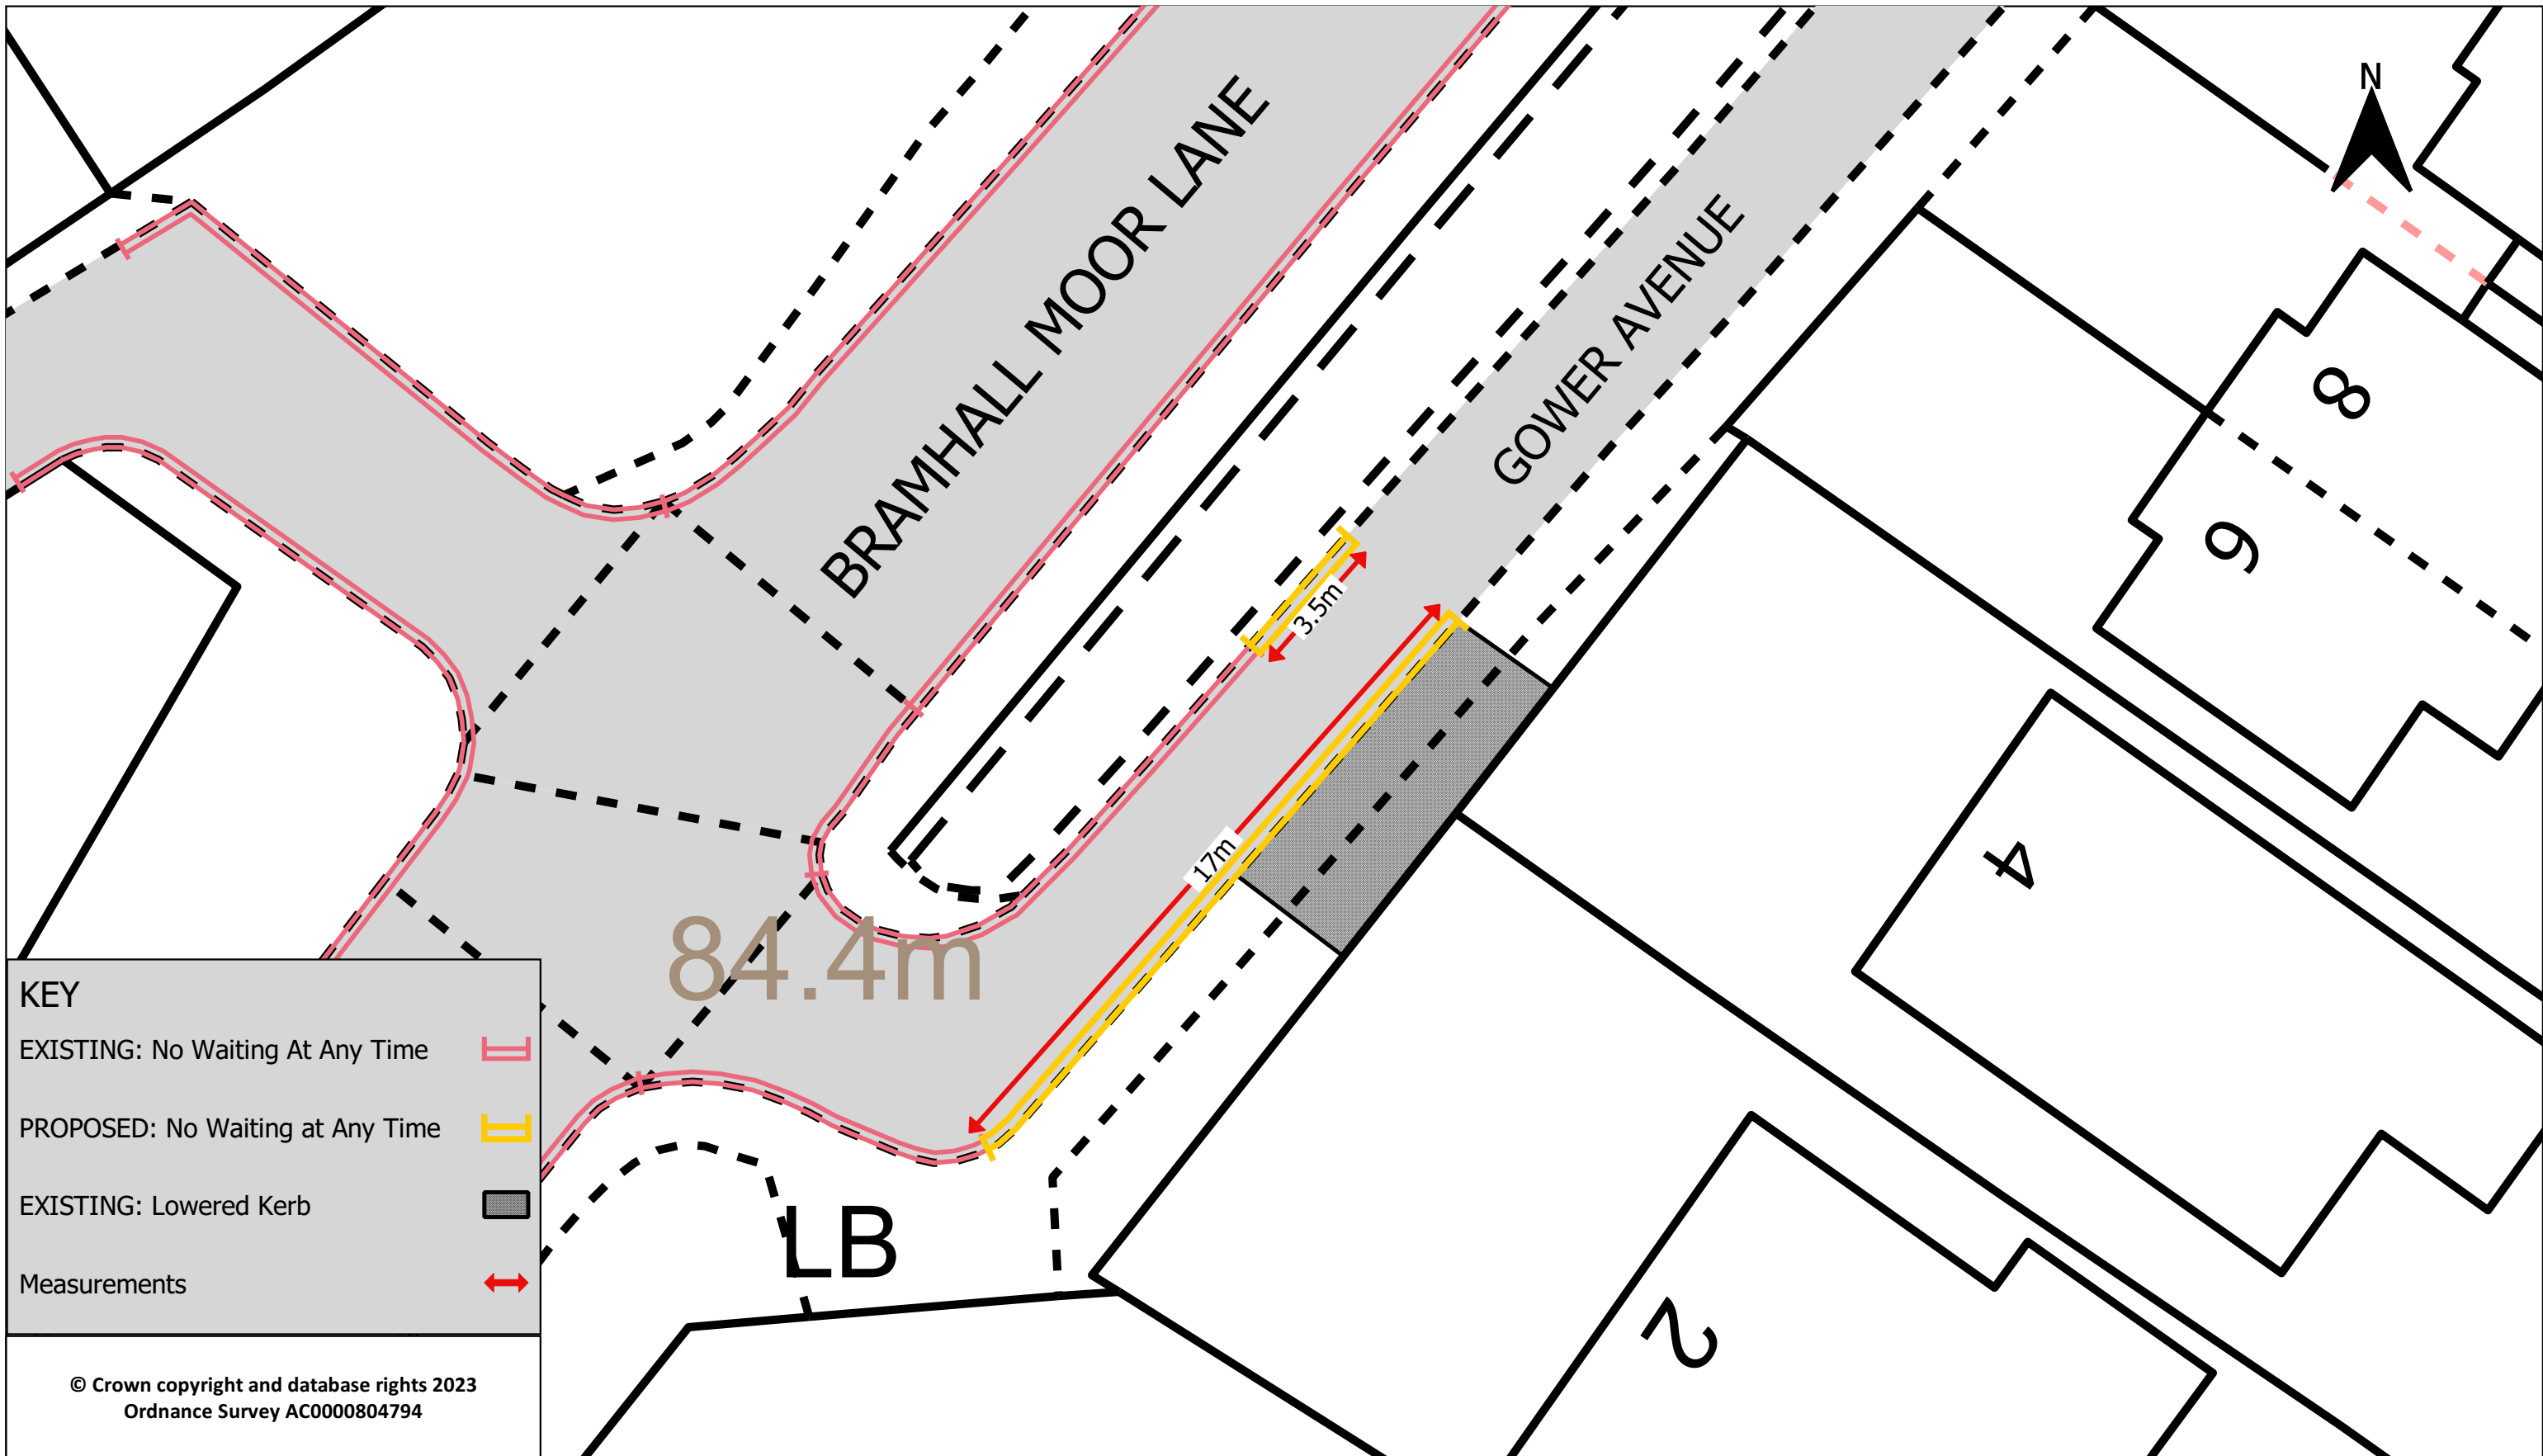 N
BRAMHALL MOOR LANE
GOWER AVENUE
8
6
3.5m
17m
4
84.4m
LB
2
KEY
EXISTING: No Waiting At Any Time
PROPOSED: No Waiting at Any Time
EXISTING: Lowered Kerb
Measurements
© Crown copyright and database rights 2023
Ordnance Survey AC0000804794